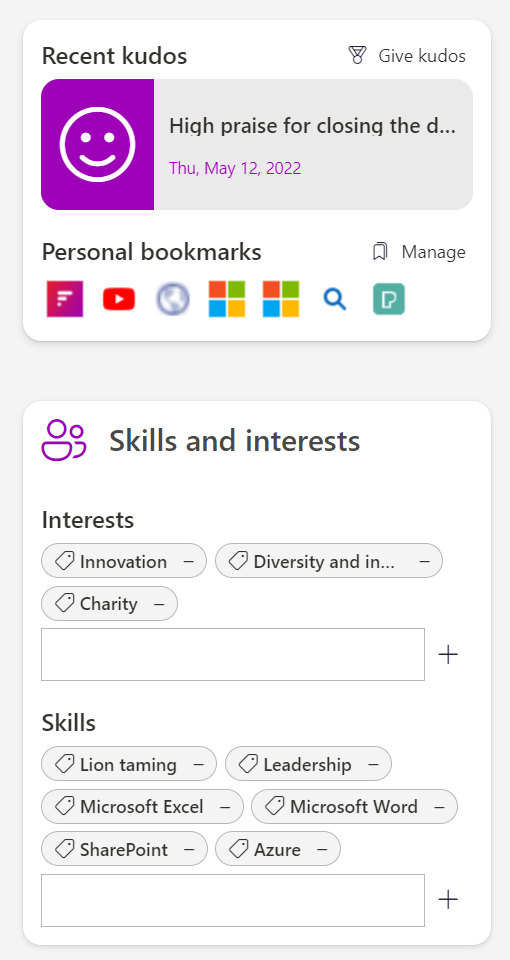 Recent kudos
Give kudos
High praise for closing the d...
Thu, May 12, 2022
Personal bookmarks
Manage
Skills and interests
Interests
Innovation –
Diversity and in... –
Charity –
Skills
Lion taming –
Leadership –
Microsoft Excel –
Microsoft Word –
SharePoint –
Azure –